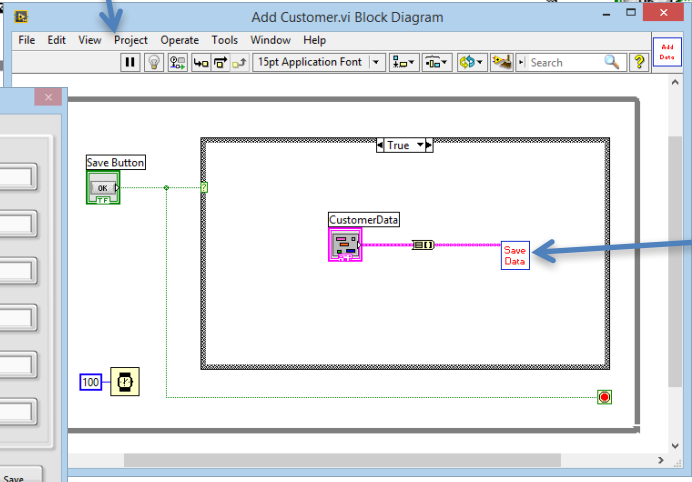 Add Customer.vi Block Diagram
File Edit View Project Operate Tools Window Help
15pt Application Font
Search
Add
Data
True
Save Button
OK
TF
CustomerData
Save
Data
100
Save